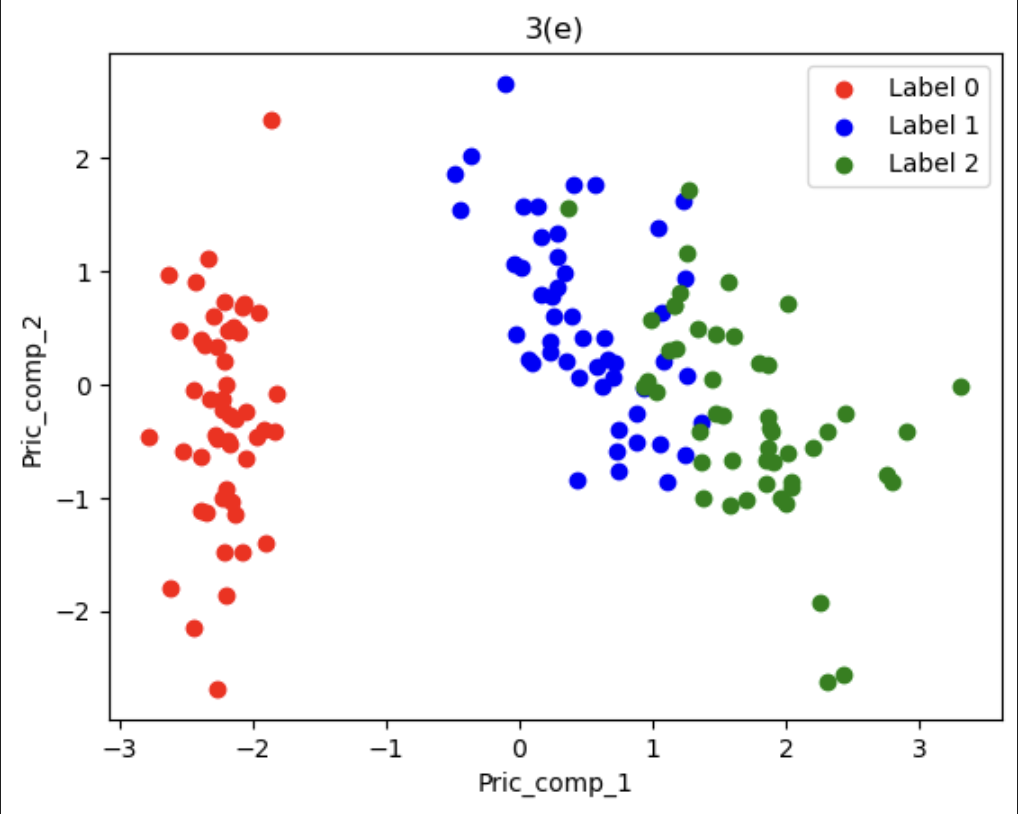 3(e)
Label 0
Label 1
Label 2
2
1
0
−1
−2
Pric_comp_2
−3
−2
−1
0
1
2
3
Pric_comp_1